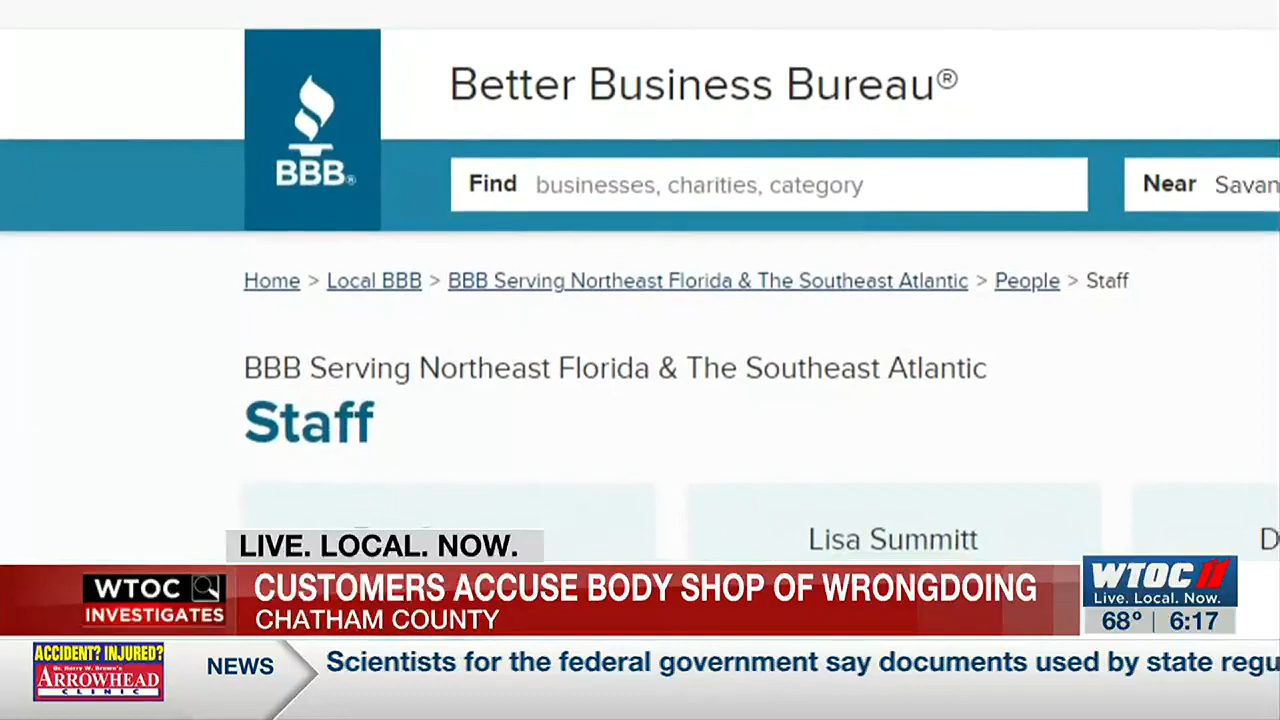 Better Business Bureau®
BBB®
Find businesses, charities, category
Near Savan
Home > Local BBB > BBB Serving Northeast Florida & The Southeast Atlantic > People > Staff
BBB Serving Northeast Florida & The Southeast Atlantic
Staff
Lisa Summitt
D
LIVE. LOCAL. NOW.
WTOC
INVESTIGATES
CUSTOMERS ACCUSE BODY SHOP OF WRONGDOING
CHATHAM COUNTY
WTOC 11
Live. Local. Now.
68° | 6:17
ACCIDENT? INJURED?
Dr. Harry W. Brown's
ARROWHEAD
CLINIC
NEWS
Scientists for the federal government say documents used by state regu